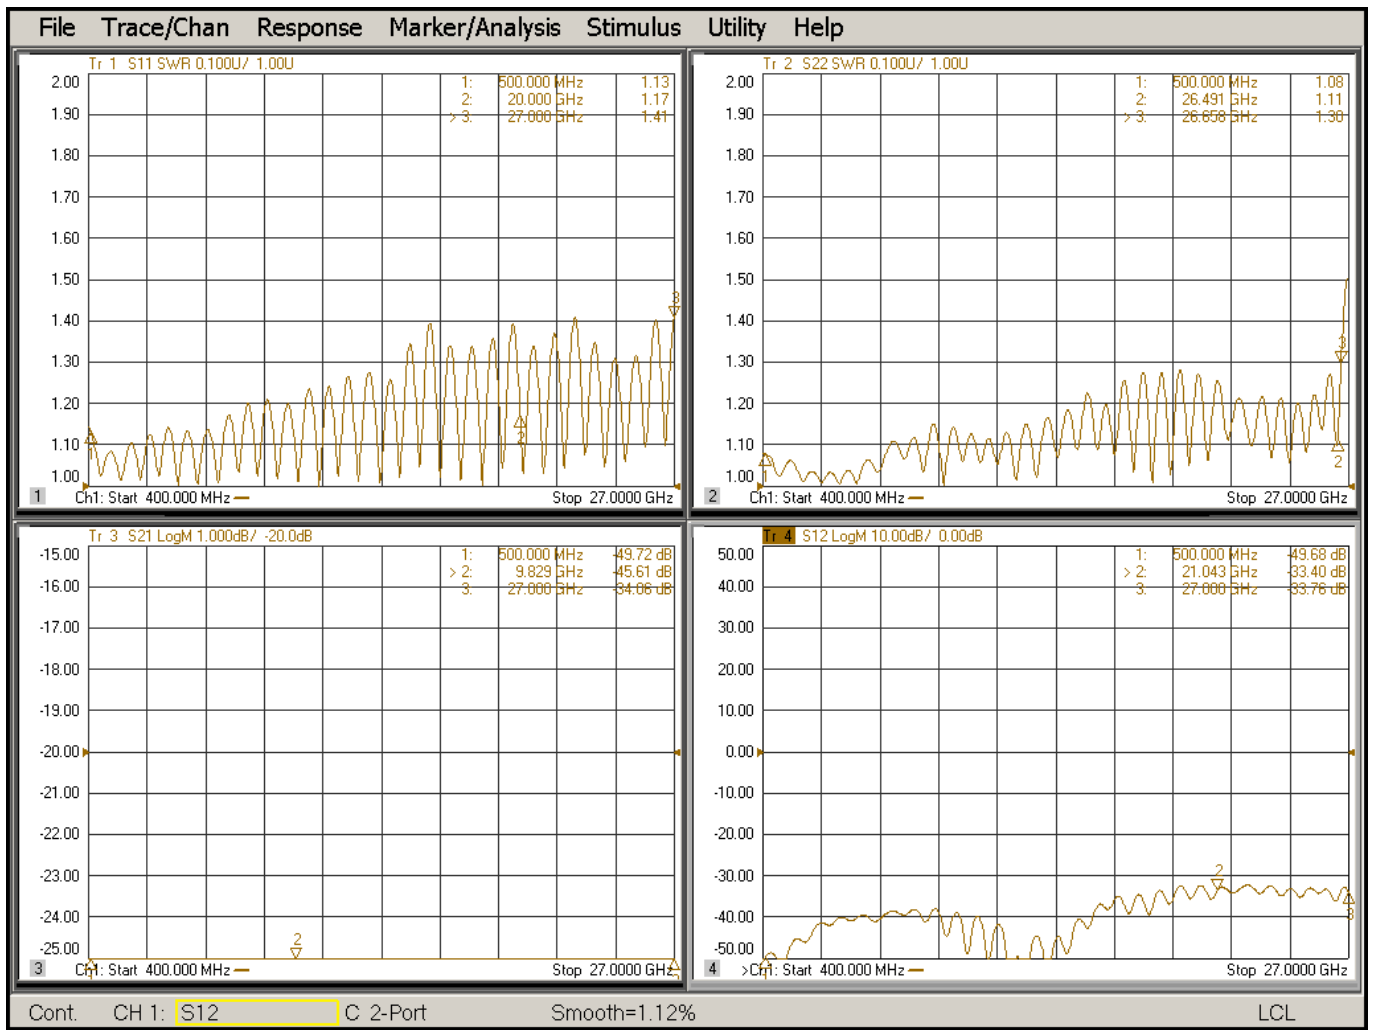 File Trace/Chan Response Marker/Analysis Stimulus Utility Help
Tr 1 S11 SWR 0.100U/ 1.00U
2.00
1.90
1.80
1.70
1.60
1.50
1.40
1.30
1.20
1.10
1.00
1: 500.000 MHz 1.13
2: 20.000 GHz 1.17
> 3: 27.000 GHz 1.41
3
2
1
1 Ch1: Start 400.000 MHz Stop 27.0000 GHz
Tr 2 S22 SWR 0.100U/ 1.00U
2.00
1.90
1.80
1.70
1.60
1.50
1.40
1.30
1.20
1.10
1.00
1: 500.000 MHz 1.08
2: 26.491 GHz 1.11
> 3: 26.658 GHz 1.30
3
2
1
2 Ch1: Start 400.000 MHz Stop 27.0000 GHz
Tr 3 S21 LogM 1.000dB/ -20.0dB
-15.00
-16.00
-17.00
-18.00
-19.00
-20.00
-21.00
-22.00
-23.00
-24.00
-25.00
1: 500.000 MHz -49.72 dB
> 2: 9.829 GHz -45.61 dB
3: 27.000 GHz -34.06 dB
2
3 Ch1: Start 400.000 MHz Stop 27.0000 GHz
Tr 4 S12 LogM 10.00dB/ 0.00dB
50.00
40.00
30.00
20.00
10.00
0.00
-10.00
-20.00
-30.00
-40.00
-50.00
1: 500.000 MHz -49.68 dB
> 2: 21.043 GHz -33.40 dB
3: 27.000 GHz -33.76 dB
2
3
4 >Ch1: Start 400.000 MHz Stop 27.0000 GHz
Cont. CH 1: S12 C 2-Port Smooth=1.12% LCL